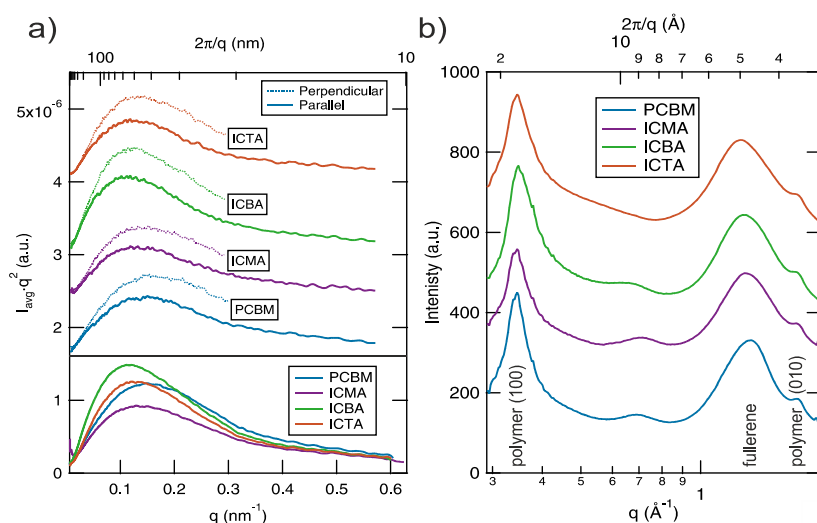 a)
2π/q (nm)
100
10
Perpendicular
Parallel
5x10-6
4
3
2
1
0
ICTA
ICBA
ICMA
PCBM
PCBM
ICMA
ICBA
ICTA
Iavg·q2 (a.u.)
0.1 0.2 0.3 0.4 0.5 0.6
q (nm-1)
b)
2π/q (Å)
2 10 9 8 7 6 5 4
1000
800
600
400
200
0
Intenisty (a.u.)
PCBM
ICMA
ICBA
ICTA
polymer (100)
fullerene
polymer (010)
3 4 5 6 7 8 9 1
q (Å-1)